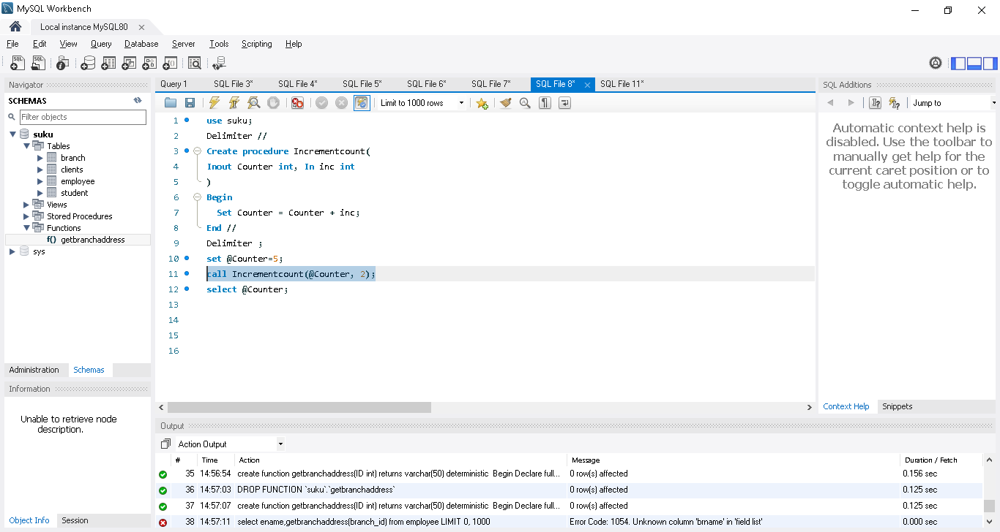 MySQL Workbench
Local instance MySQL80
File Edit View Query Database Server Tools Scripting Help
Navigator
SCHEMAS
Filter objects
suku
Tables
branch
clients
employee
student
Views
Stored Procedures
Functions
f() getbranchaddress
sys
Administration Schemas
Information
Unable to retrieve node
description.
Object Info Session
Query 1 SQL File 3* SQL File 4* SQL File 5* SQL File 6* SQL File 7* SQL File 8* SQL File 11*
Limit to 1000 rows
1 use suku;
2 Delimiter //
3 Create procedure Incrementcount(
4 Inout Counter int, In inc int
5 )
6 Begin
7 Set Counter = Counter + inc;
8 End //
9 Delimiter ;
10 set @Counter=5;
11 call Incrementcount(@Counter, 2);
12 select @Counter;
13
14
15
16
SQL Additions
Jump to
Automatic context help is
disabled. Use the toolbar to
manually get help for the
current caret position or to
toggle automatic help.
Context Help Snippets
Output
Action Output
# Time Action Message Duration / Fetch
35 14:56:54 create function getbranchaddress(ID int) returns varchar(50) deterministic Begin Declare full... 0 row(s) affected 0.156 sec
36 14:57:03 DROP FUNCTION `suku`.`getbranchaddress` 0 row(s) affected 0.125 sec
37 14:57:07 create function getbranchaddress(ID int) returns varchar(50) deterministic Begin Declare full... 0 row(s) affected 0.125 sec
38 14:57:11 select ename,getbranchaddress(branch_id) from employee LIMIT 0, 1000 Error Code: 1054. Unknown column 'brname' in 'field list' 0.000 sec